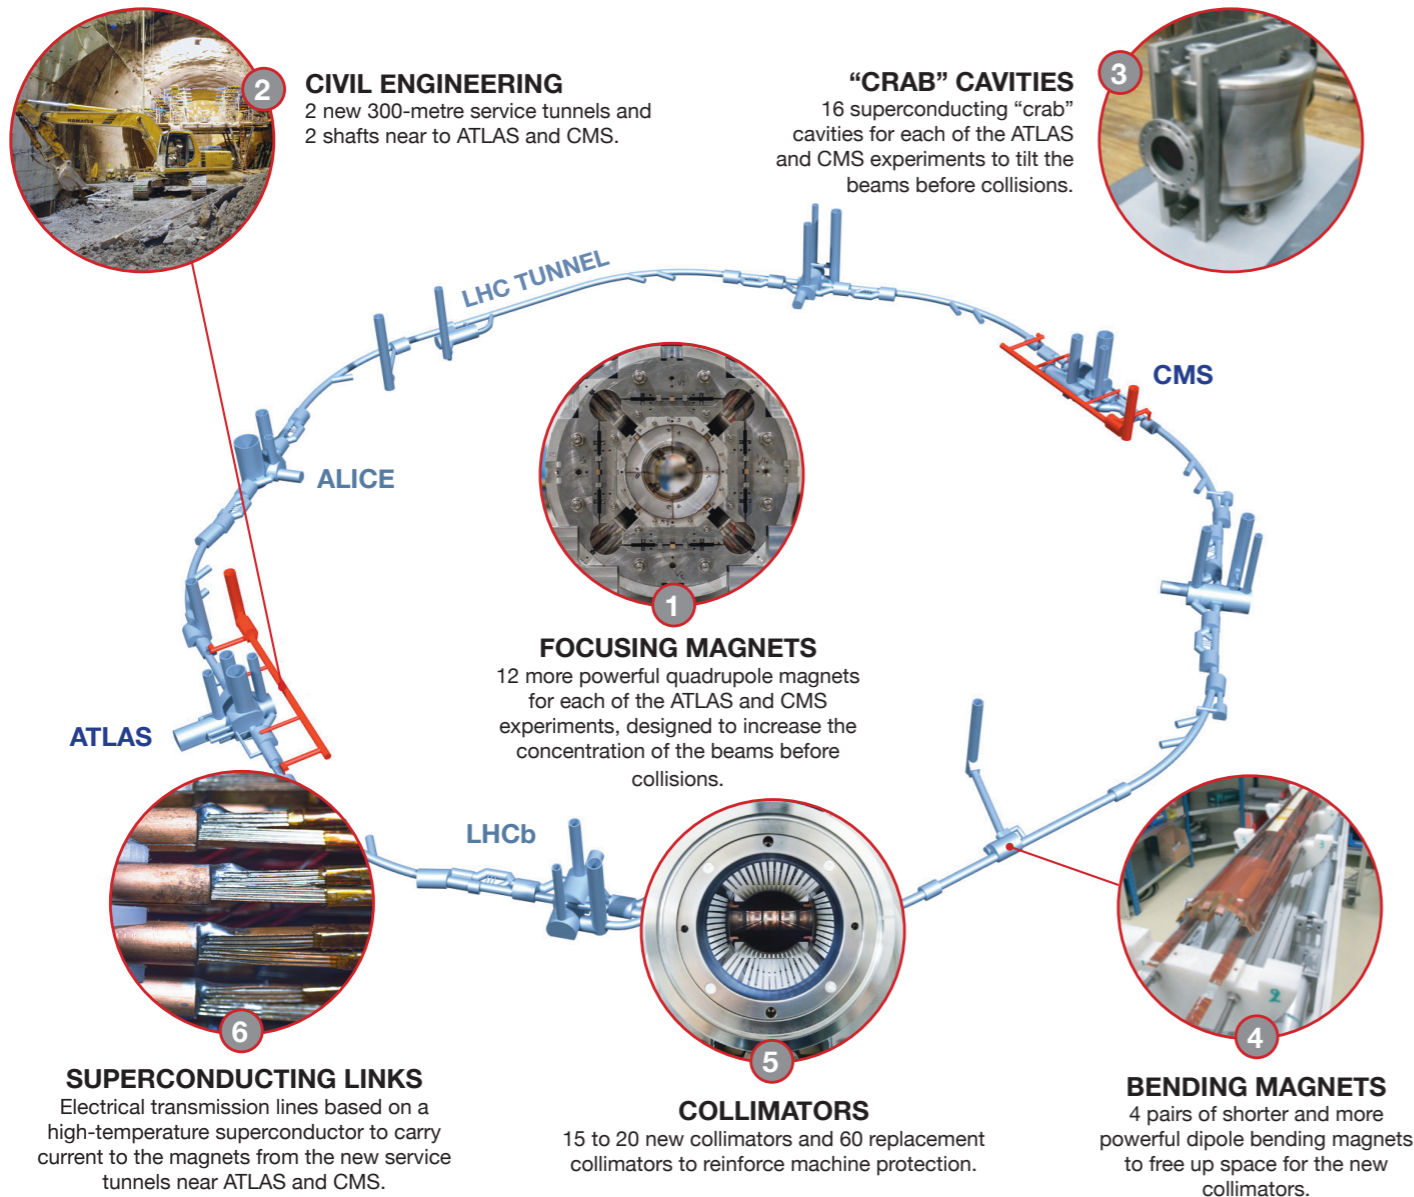 2
CIVIL ENGINEERING
2 new 300-metre service tunnels and
2 shafts near to ATLAS and CMS.
"CRAB" CAVITIES
16 superconducting "crab"
cavities for each of the ATLAS
and CMS experiments to tilt the
beams before collisions.
3
KOMATSU
LHC TUNNEL
CMS
ALICE
1
FOCUSING MAGNETS
12 more powerful quadrupole magnets
for each of the ATLAS and CMS
experiments, designed to increase the
concentration of the beams before
collisions.
ATLAS
LHCb
6
SUPERCONDUCTING LINKS
Electrical transmission lines based on a
high-temperature superconductor to carry
current to the magnets from the new service
tunnels near ATLAS and CMS.
5
COLLIMATORS
15 to 20 new collimators and 60 replacement
collimators to reinforce machine protection.
3
2
4
BENDING MAGNETS
4 pairs of shorter and more
powerful dipole bending magnets
to free up space for the new
collimators.